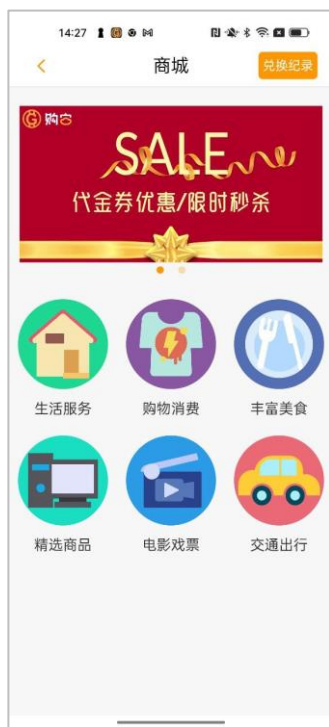 14:27
商城
兑换纪录
购吉
SALE
代金券优惠/限时秒杀
生活服务
购物消费
丰富美食
精选商品
电影戏票
交通出行